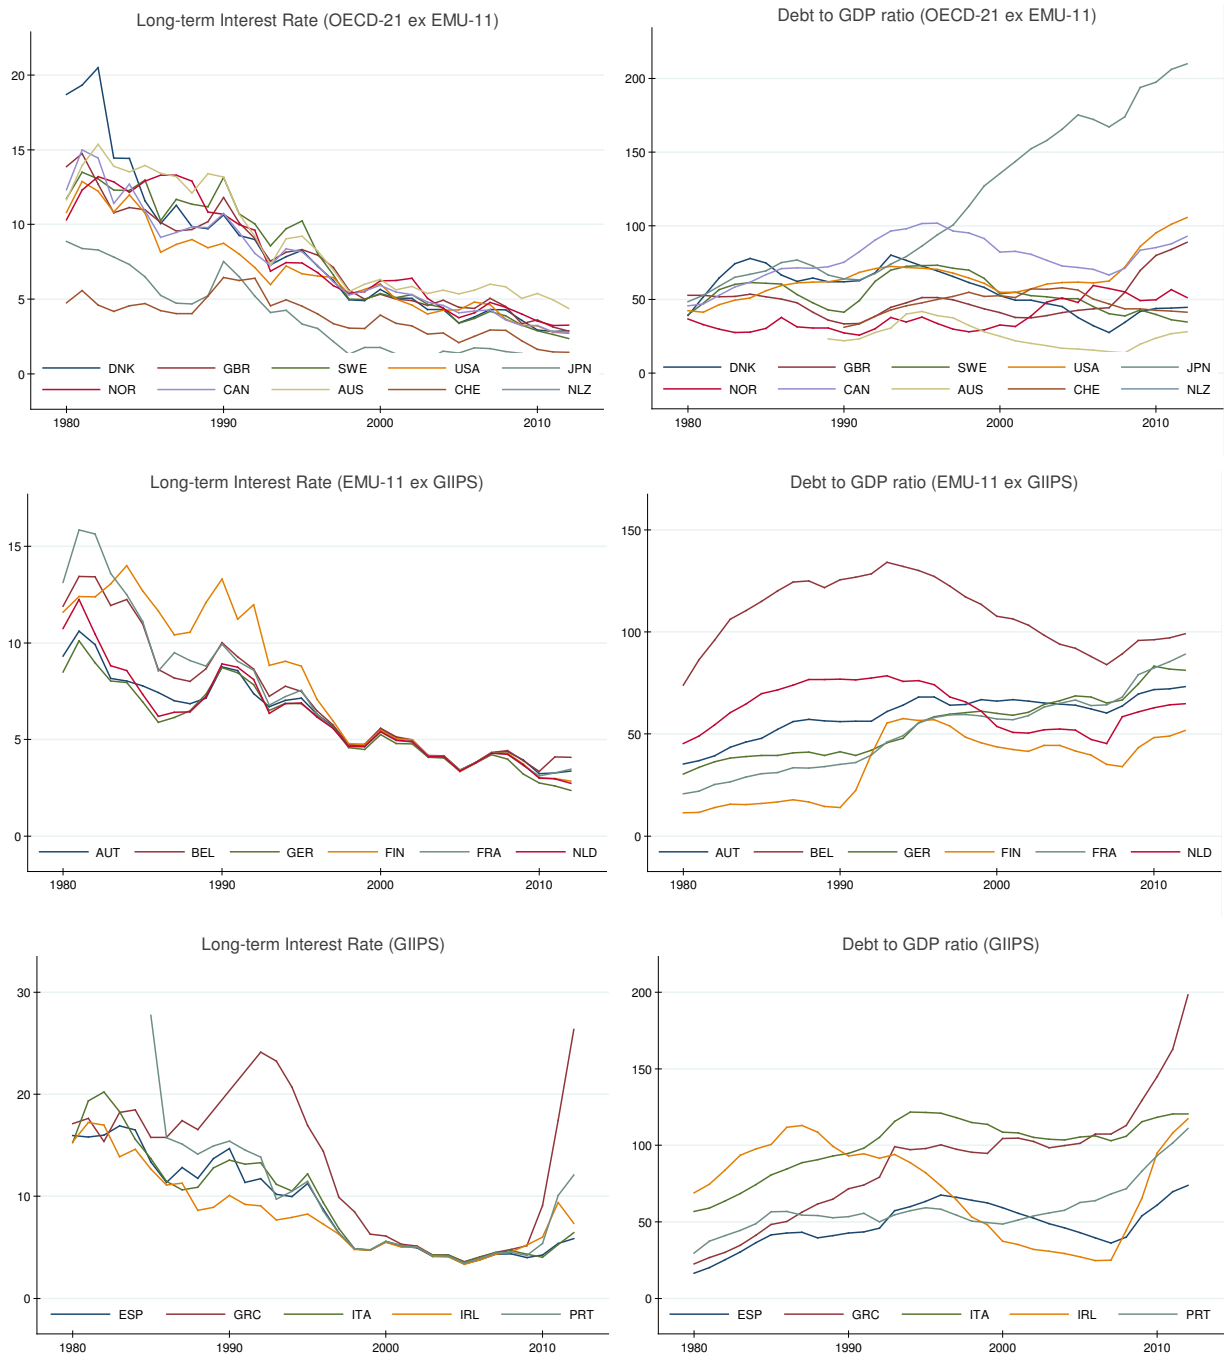 Long-term Interest Rate (OECD-21 ex EMU-11)
20
15
10
5
0
DNK GBR SWE USA JPN
NOR CAN AUS CHE NLZ
1980 1990 2000 2010
Debt to GDP ratio (OECD-21 ex EMU-11)
200
150
100
50
0
DNK GBR SWE USA JPN
NOR CAN AUS CHE NLZ
1980 1990 2000 2010
Long-term Interest Rate (EMU-11 ex GIIPS)
15
10
5
0
AUT BEL GER FIN FRA NLD
1980 1990 2000 2010
Debt to GDP ratio (EMU-11 ex GIIPS)
150
100
50
0
AUT BEL GER FIN FRA NLD
1980 1990 2000 2010
Long-term Interest Rate (GIIPS)
30
20
10
0
ESP GRC ITA IRL PRT
1980 1990 2000 2010
Debt to GDP ratio (GIIPS)
200
150
100
50
0
ESP GRC ITA IRL PRT
1980 1990 2000 2010